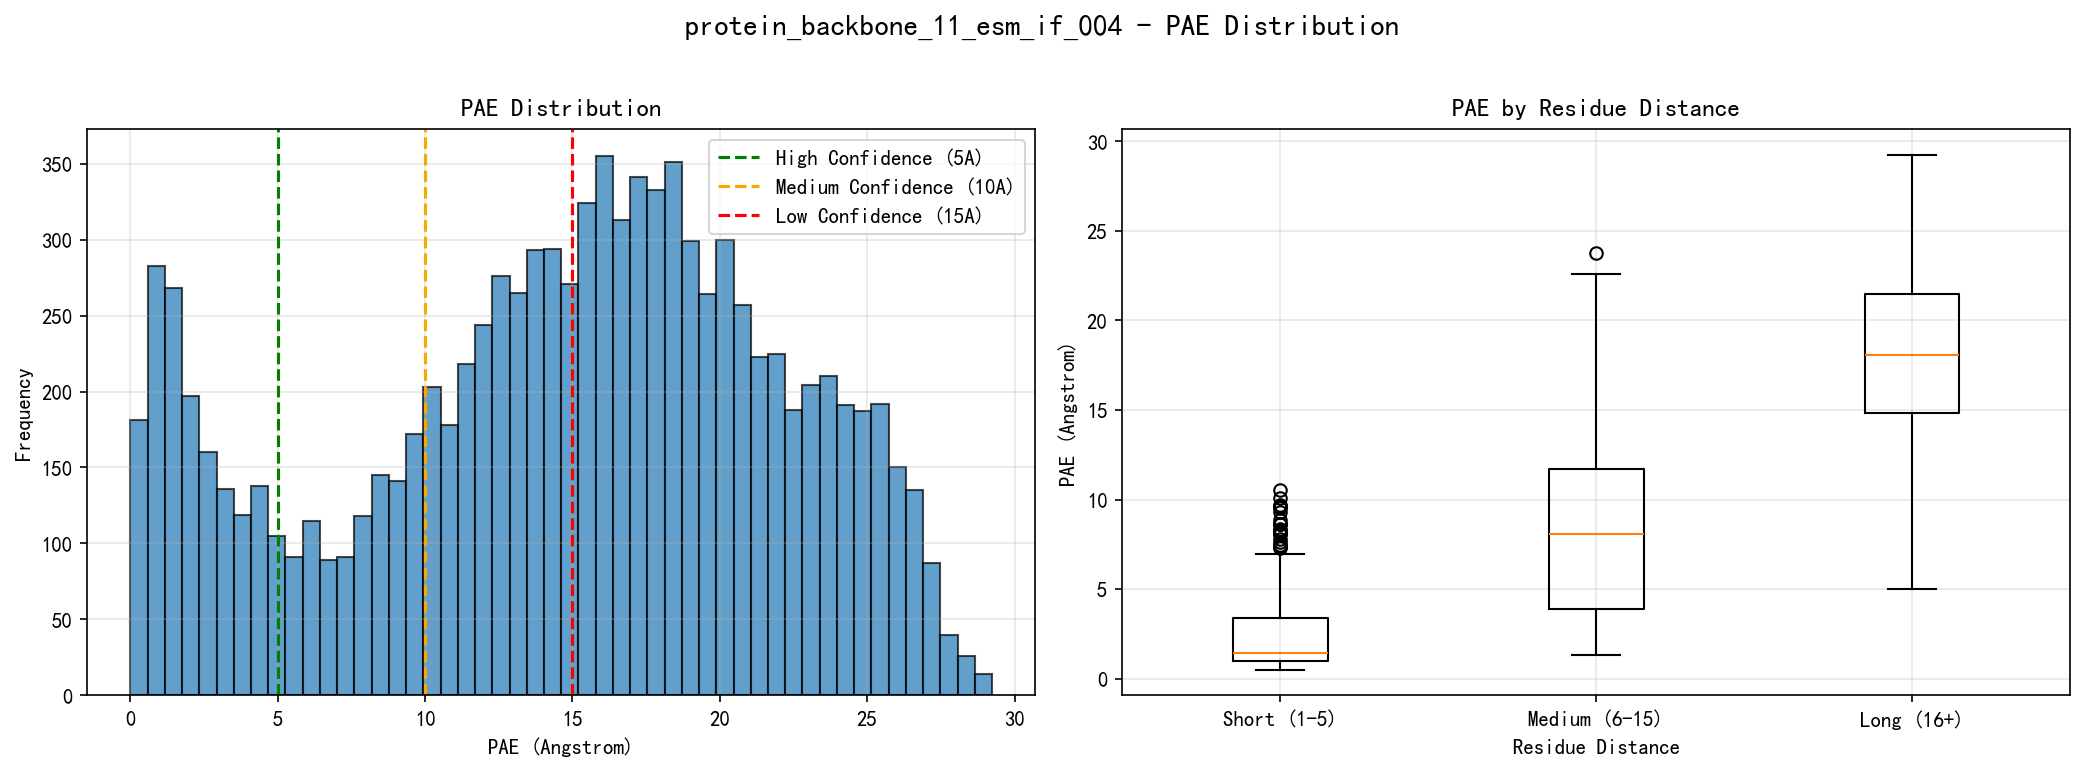 protein_backbone_11_esm_if_004 - PAE Distribution
PAE Distribution
350
300
250
200
150
100
50
0
Frequency
High Confidence (5A)
Medium Confidence (10A)
Low Confidence (15A)
0 5 10 15 20 25 30
PAE (Angstrom)
PAE by Residue Distance
30
25
20
15
10
5
0
PAE (Angstrom)
Short (1-5) Medium (6-15) Long (16+)
Residue Distance